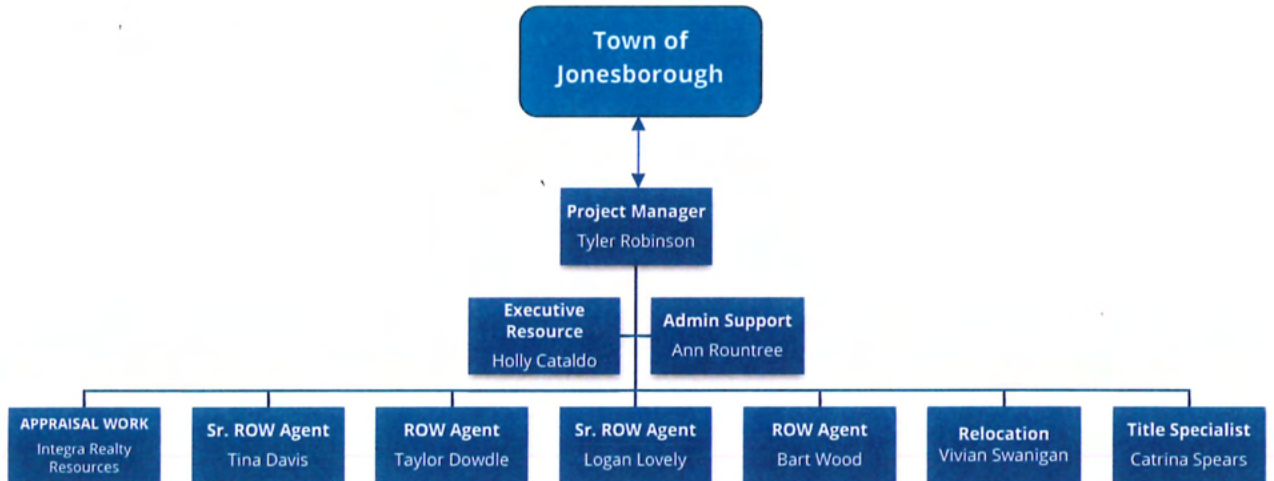 Town of
Jonesborough
Project Manager
Tyler Robinson
Executive
Resource
Holly Cataldo
Admin Support
Ann Rountree
APPRAISAL WORK
Integra Realty
Resources
Sr. ROW Agent
Tina Davis
ROW Agent
Taylor Dowdle
Sr. ROW Agent
Logan Lovely
ROW Agent
Bart Wood
Relocation
Vivian Swanigan
Title Specialist
Catrina Spears